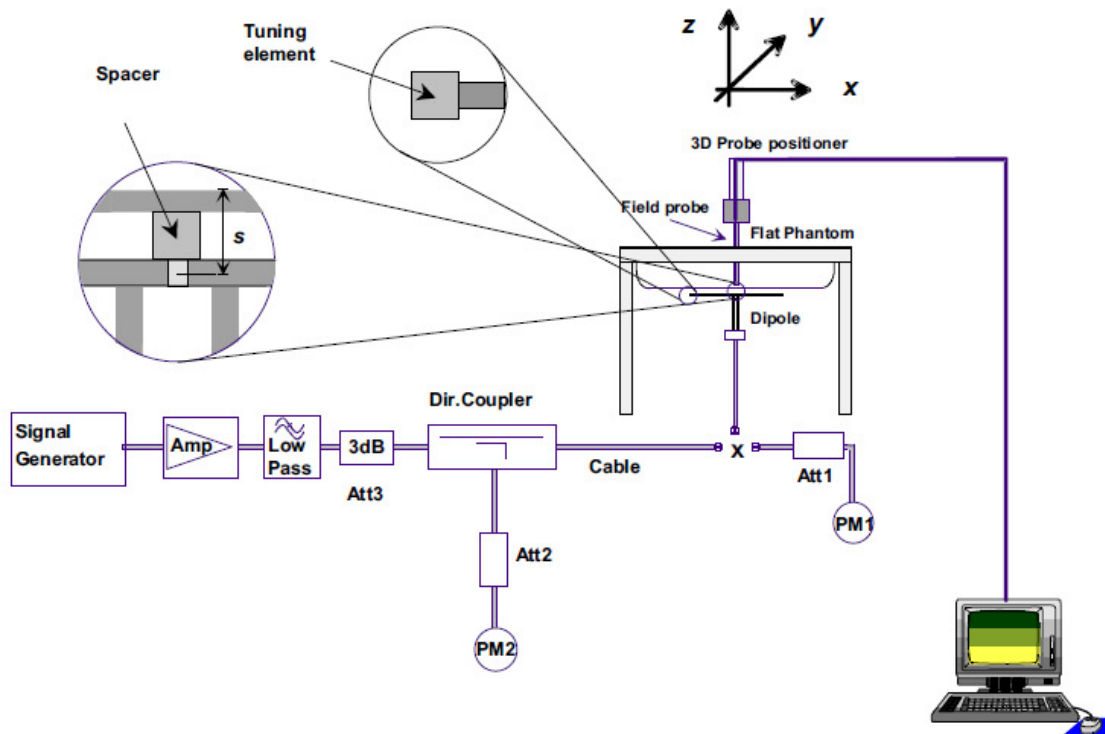 Tuning
element
Spacer
s
z
y
x
3D Probe positioner
Field probe
Flat Phantom
Dipole
Dir.Coupler
Signal
Generator
Amp
Low
Pass
3dB
Att3
Cable
X
Att1
PM1
Att2
PM2